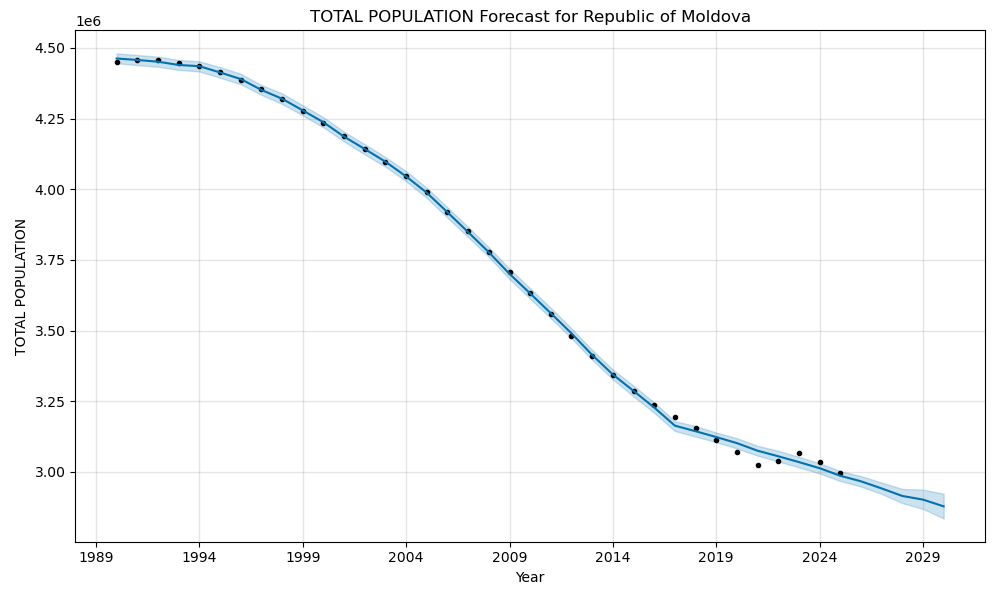 TOTAL POPULATION Forecast for Republic of Moldova
1e6
4.50
4.25
4.00
3.75
3.50
3.25
3.00
TOTAL POPULATION
1989 1994 1999 2004 2009 2014 2019 2024 2029
Year